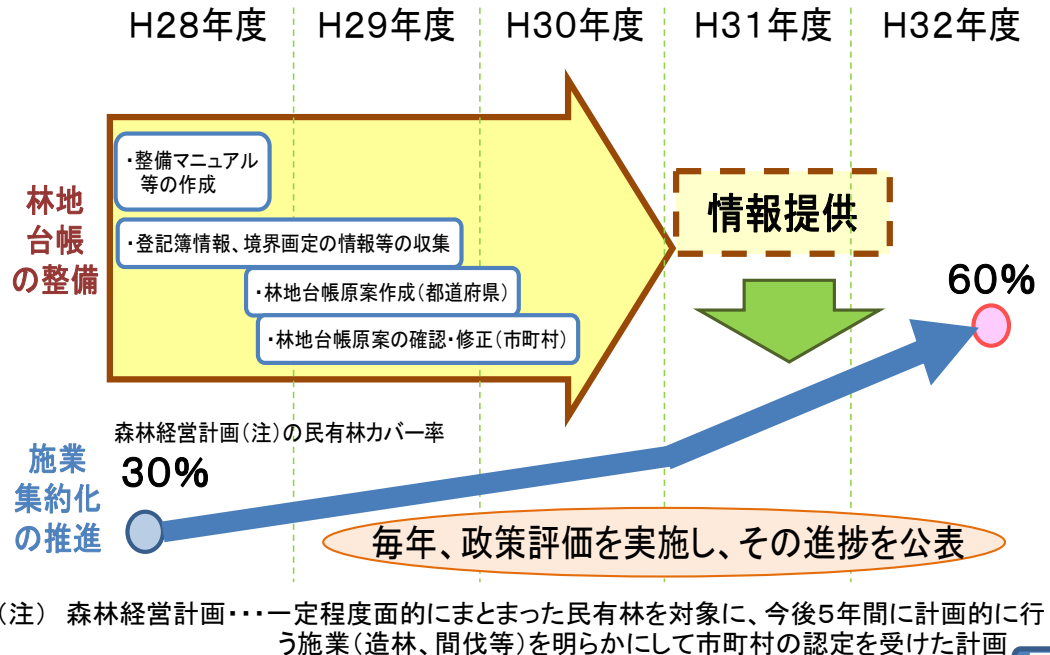 H28年度 H29年度 H30年度 H31年度 H32年度
林地
台帳
の整備
・整備マニュアル
等の作成
・登記簿情報、境界画定の情報等の収集
・林地台帳原案作成(都道府県)
・林地台帳原案の確認・修正(市町村)
情報提供
60%
森林経営計画(注)の民有林カバー率
30%
施業
集約化
の推進
毎年、政策評価を実施し、その進捗を公表
(注) 森林経営計画・・・一定程度面的にまとまった民有林を対象に、今後5年間に計画的に行
う施業(造林、間伐等)を明らかにして市町村の認定を受けた計画